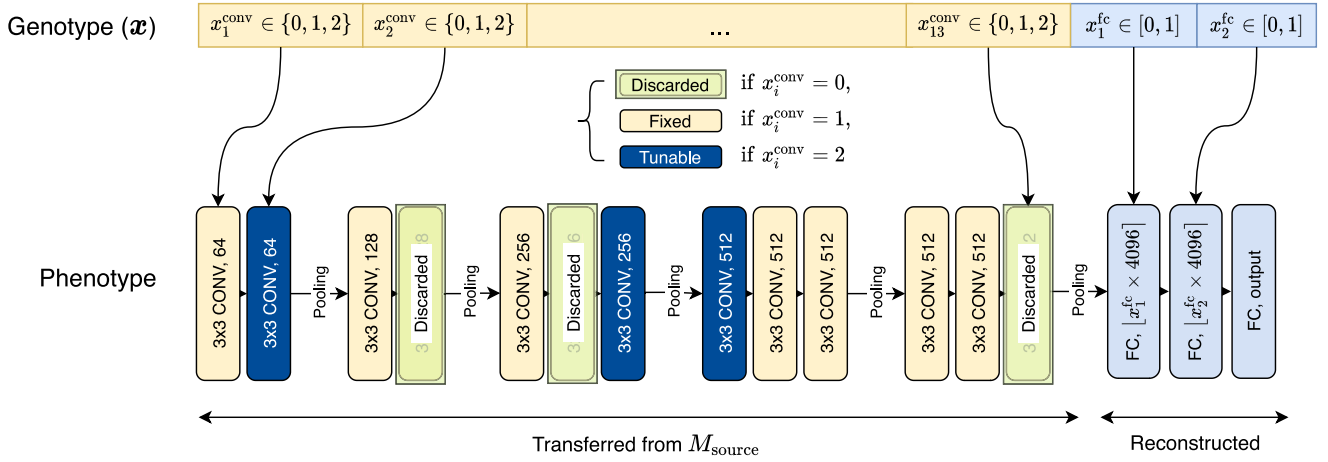 Genotype (x) x₁^conv ∈ {0, 1, 2} x₂^conv ∈ {0, 1, 2} ... x₁₃^conv ∈ {0, 1, 2} x₁^fc ∈ [0, 1] x₂^fc ∈ [0, 1]
Discarded if xᵢ^conv = 0,
Fixed if xᵢ^conv = 1,
Tunable if xᵢ^conv = 2
Phenotype
3x3 CONV, 64
3x3 CONV, 64
Pooling
3x3 CONV, 128
Discarded
Pooling
3x3 CONV, 256
Discarded
3x3 CONV, 256
Pooling
3x3 CONV, 512
3x3 CONV, 512
3x3 CONV, 512
Pooling
3x3 CONV, 512
3x3 CONV, 512
Discarded
Pooling
FC, ⌊x₁^fc × 4096⌉
FC, ⌊x₂^fc × 4096⌉
FC, output
Transferred from M_source
Reconstructed